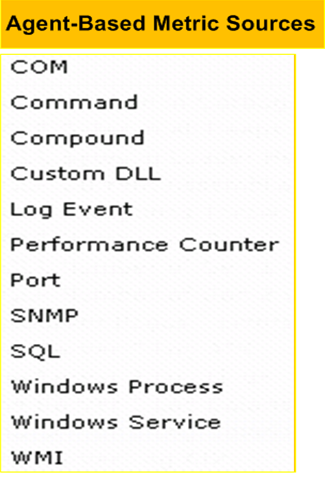 Agent-Based Metric Sources
COM
Command
Compound
Custom DLL
Log Event
Performance Counter
Port
SNMP
SQL
Windows Process
Windows Service
WMI